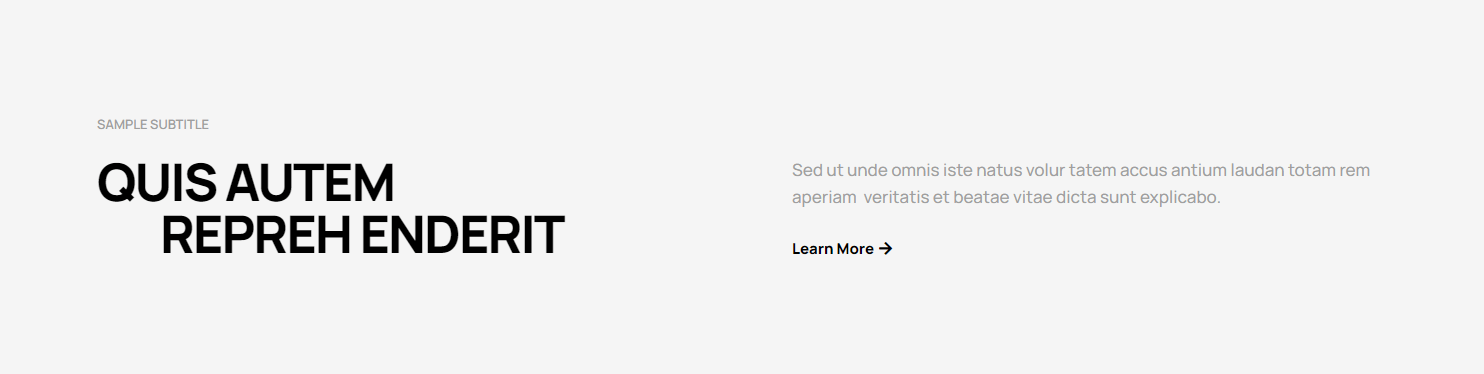 SAMPLE SUBTITLE
QUIS AUTEM
REPREH ENDERIT
Sed ut unde omnis iste natus volur tatem accus antium laudan totam rem
aperiam  veritatis et beatae vitae dicta sunt explicabo.
Learn More →